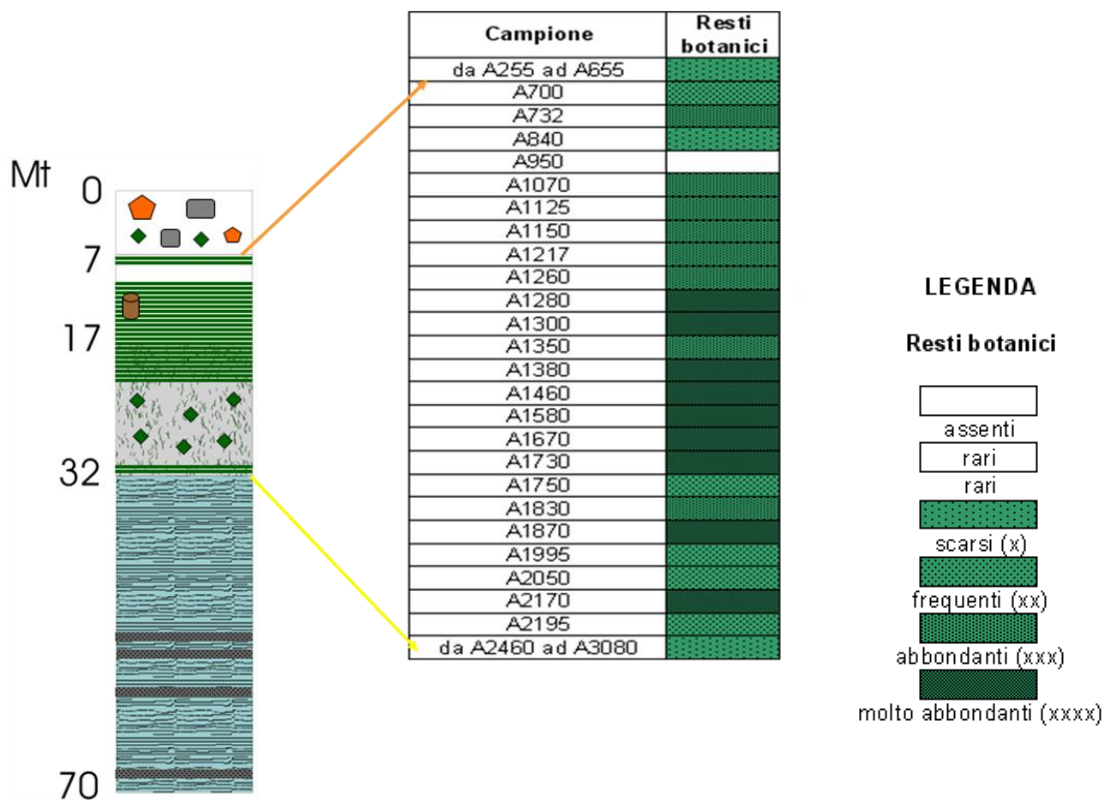 Mt
0
7
17
32
70
Campione
Resti
botanici
da A255 ad A655
A700
A732
A840
A950
A1070
A1125
A1150
A1217
A1260
A1280
A1300
A1350
A1380
A1460
A1580
A1670
A1730
A1750
A1830
A1870
A1995
A2050
A2170
A2195
da A2460 ad A3080
LEGENDA
Resti botanici
assenti
rari
rari
scarsi (x)
frequenti (xx)
abbondanti (xxx)
molto abbondanti (xxxx)